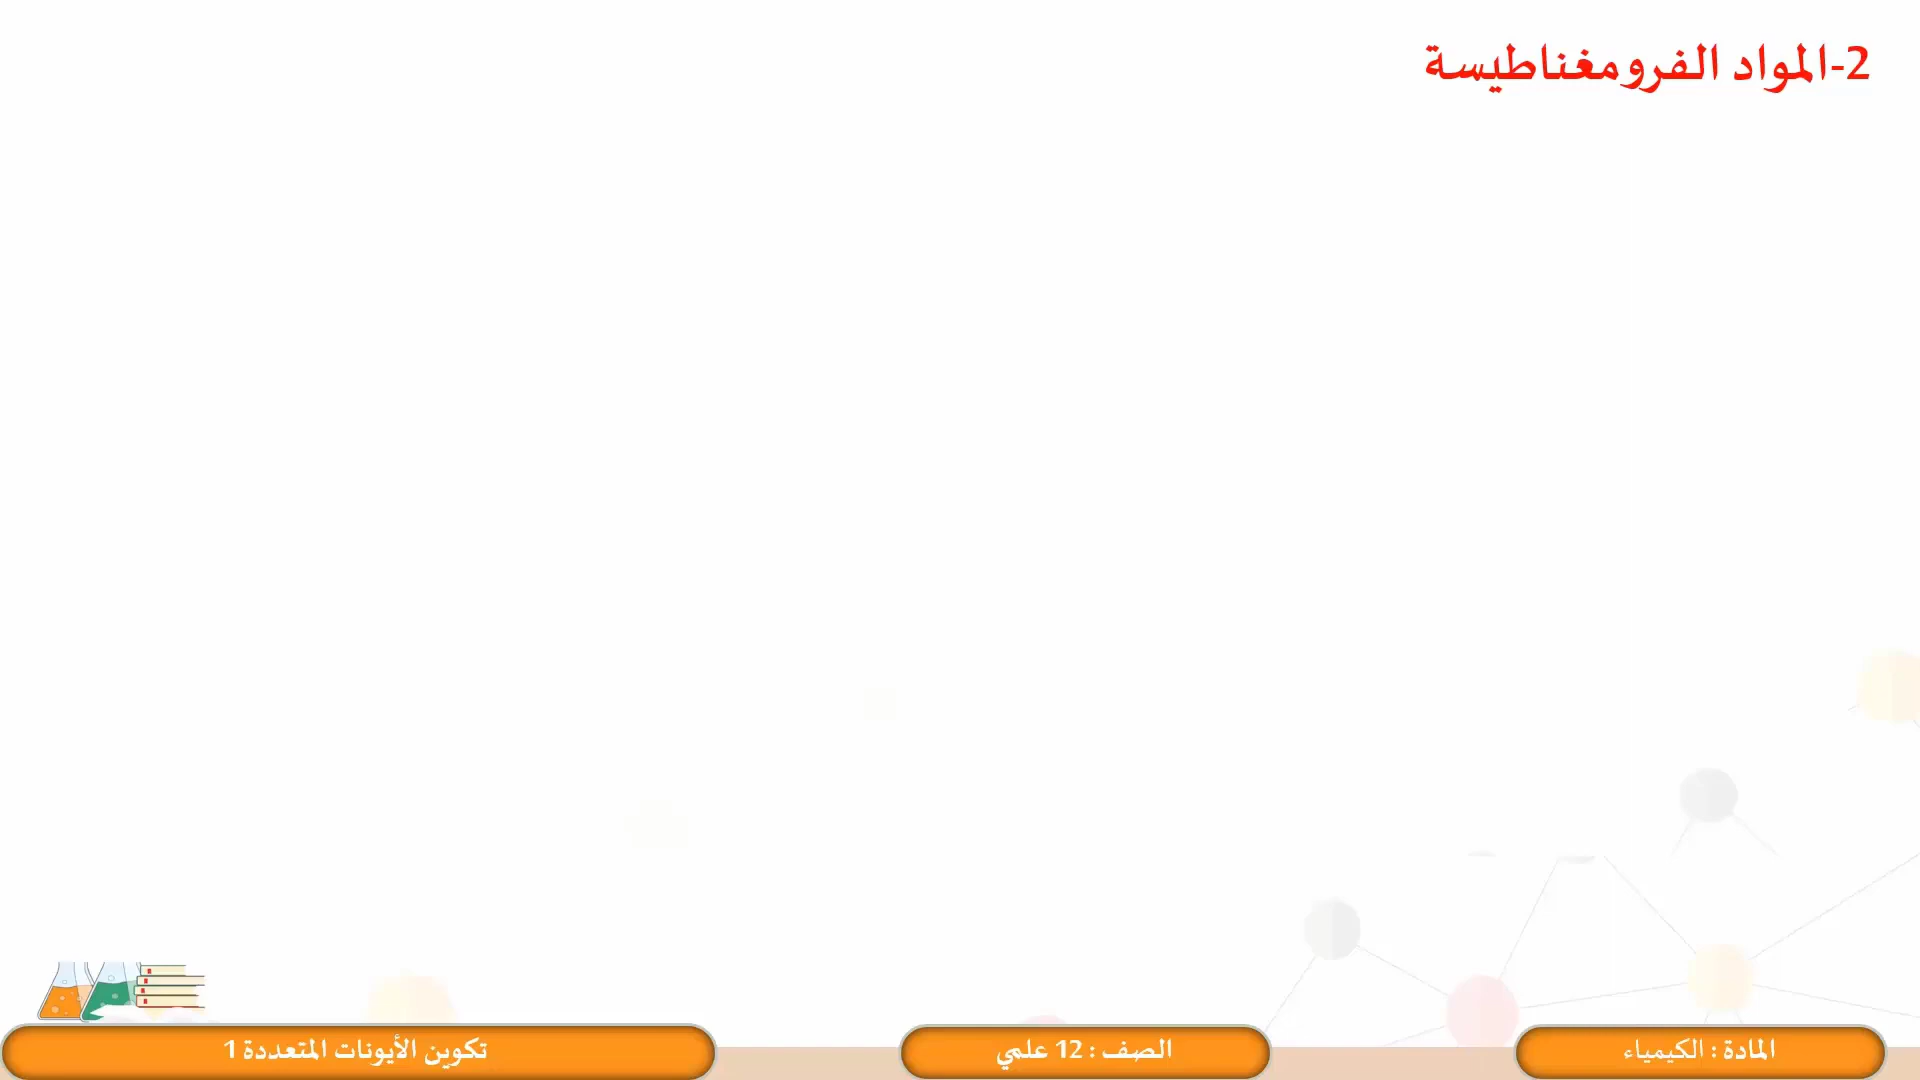 2-المواد الفرومغناطيسة
المادة : الكيمياء
الصف : 12 علمي
تكوين الأيونات المتعددة 1